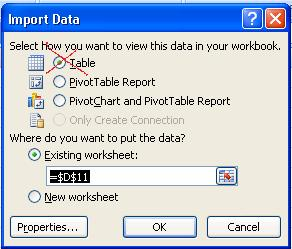 Import Data
Select how you want to view this data in your workbook.
Table
PivotTable Report
PivotChart and PivotTable Report
Only Create Connection
Where do you want to put the data?
Existing worksheet:
=$D$11
New worksheet
Properties...
OK
Cancel